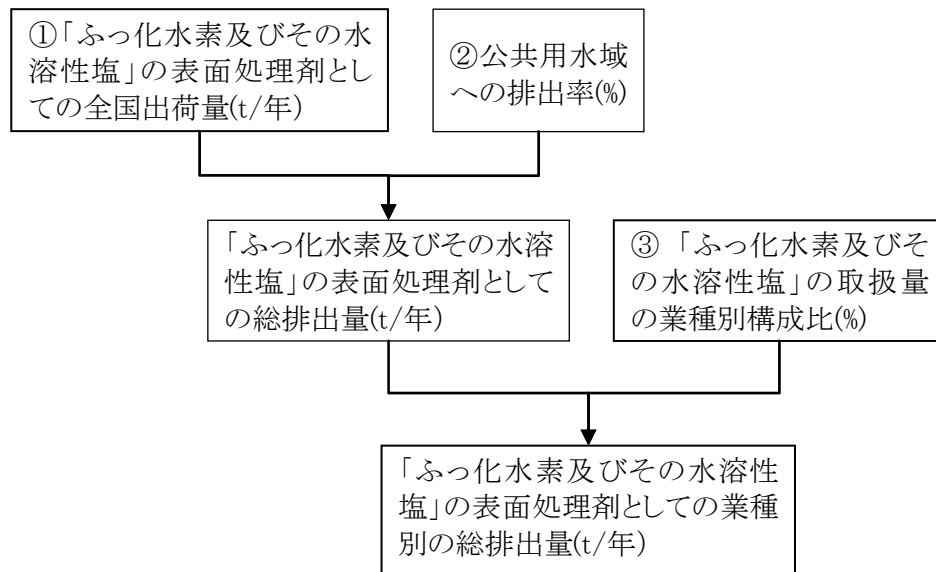 ①「ふっ化水素及びその水
溶性塩」の表面処理剤とし
ての全国出荷量(t/年)
②公共用水域
への排出率(%)
「ふっ化水素及びその水溶
性塩」の表面処理剤として
の総排出量(t/年)
③ 「ふっ化水素及びそ
の水溶性塩」の取扱量
の業種別構成比(%)
「ふっ化水素及びその水溶性
塩」の表面処理剤としての業種
別の総排出量(t/年)